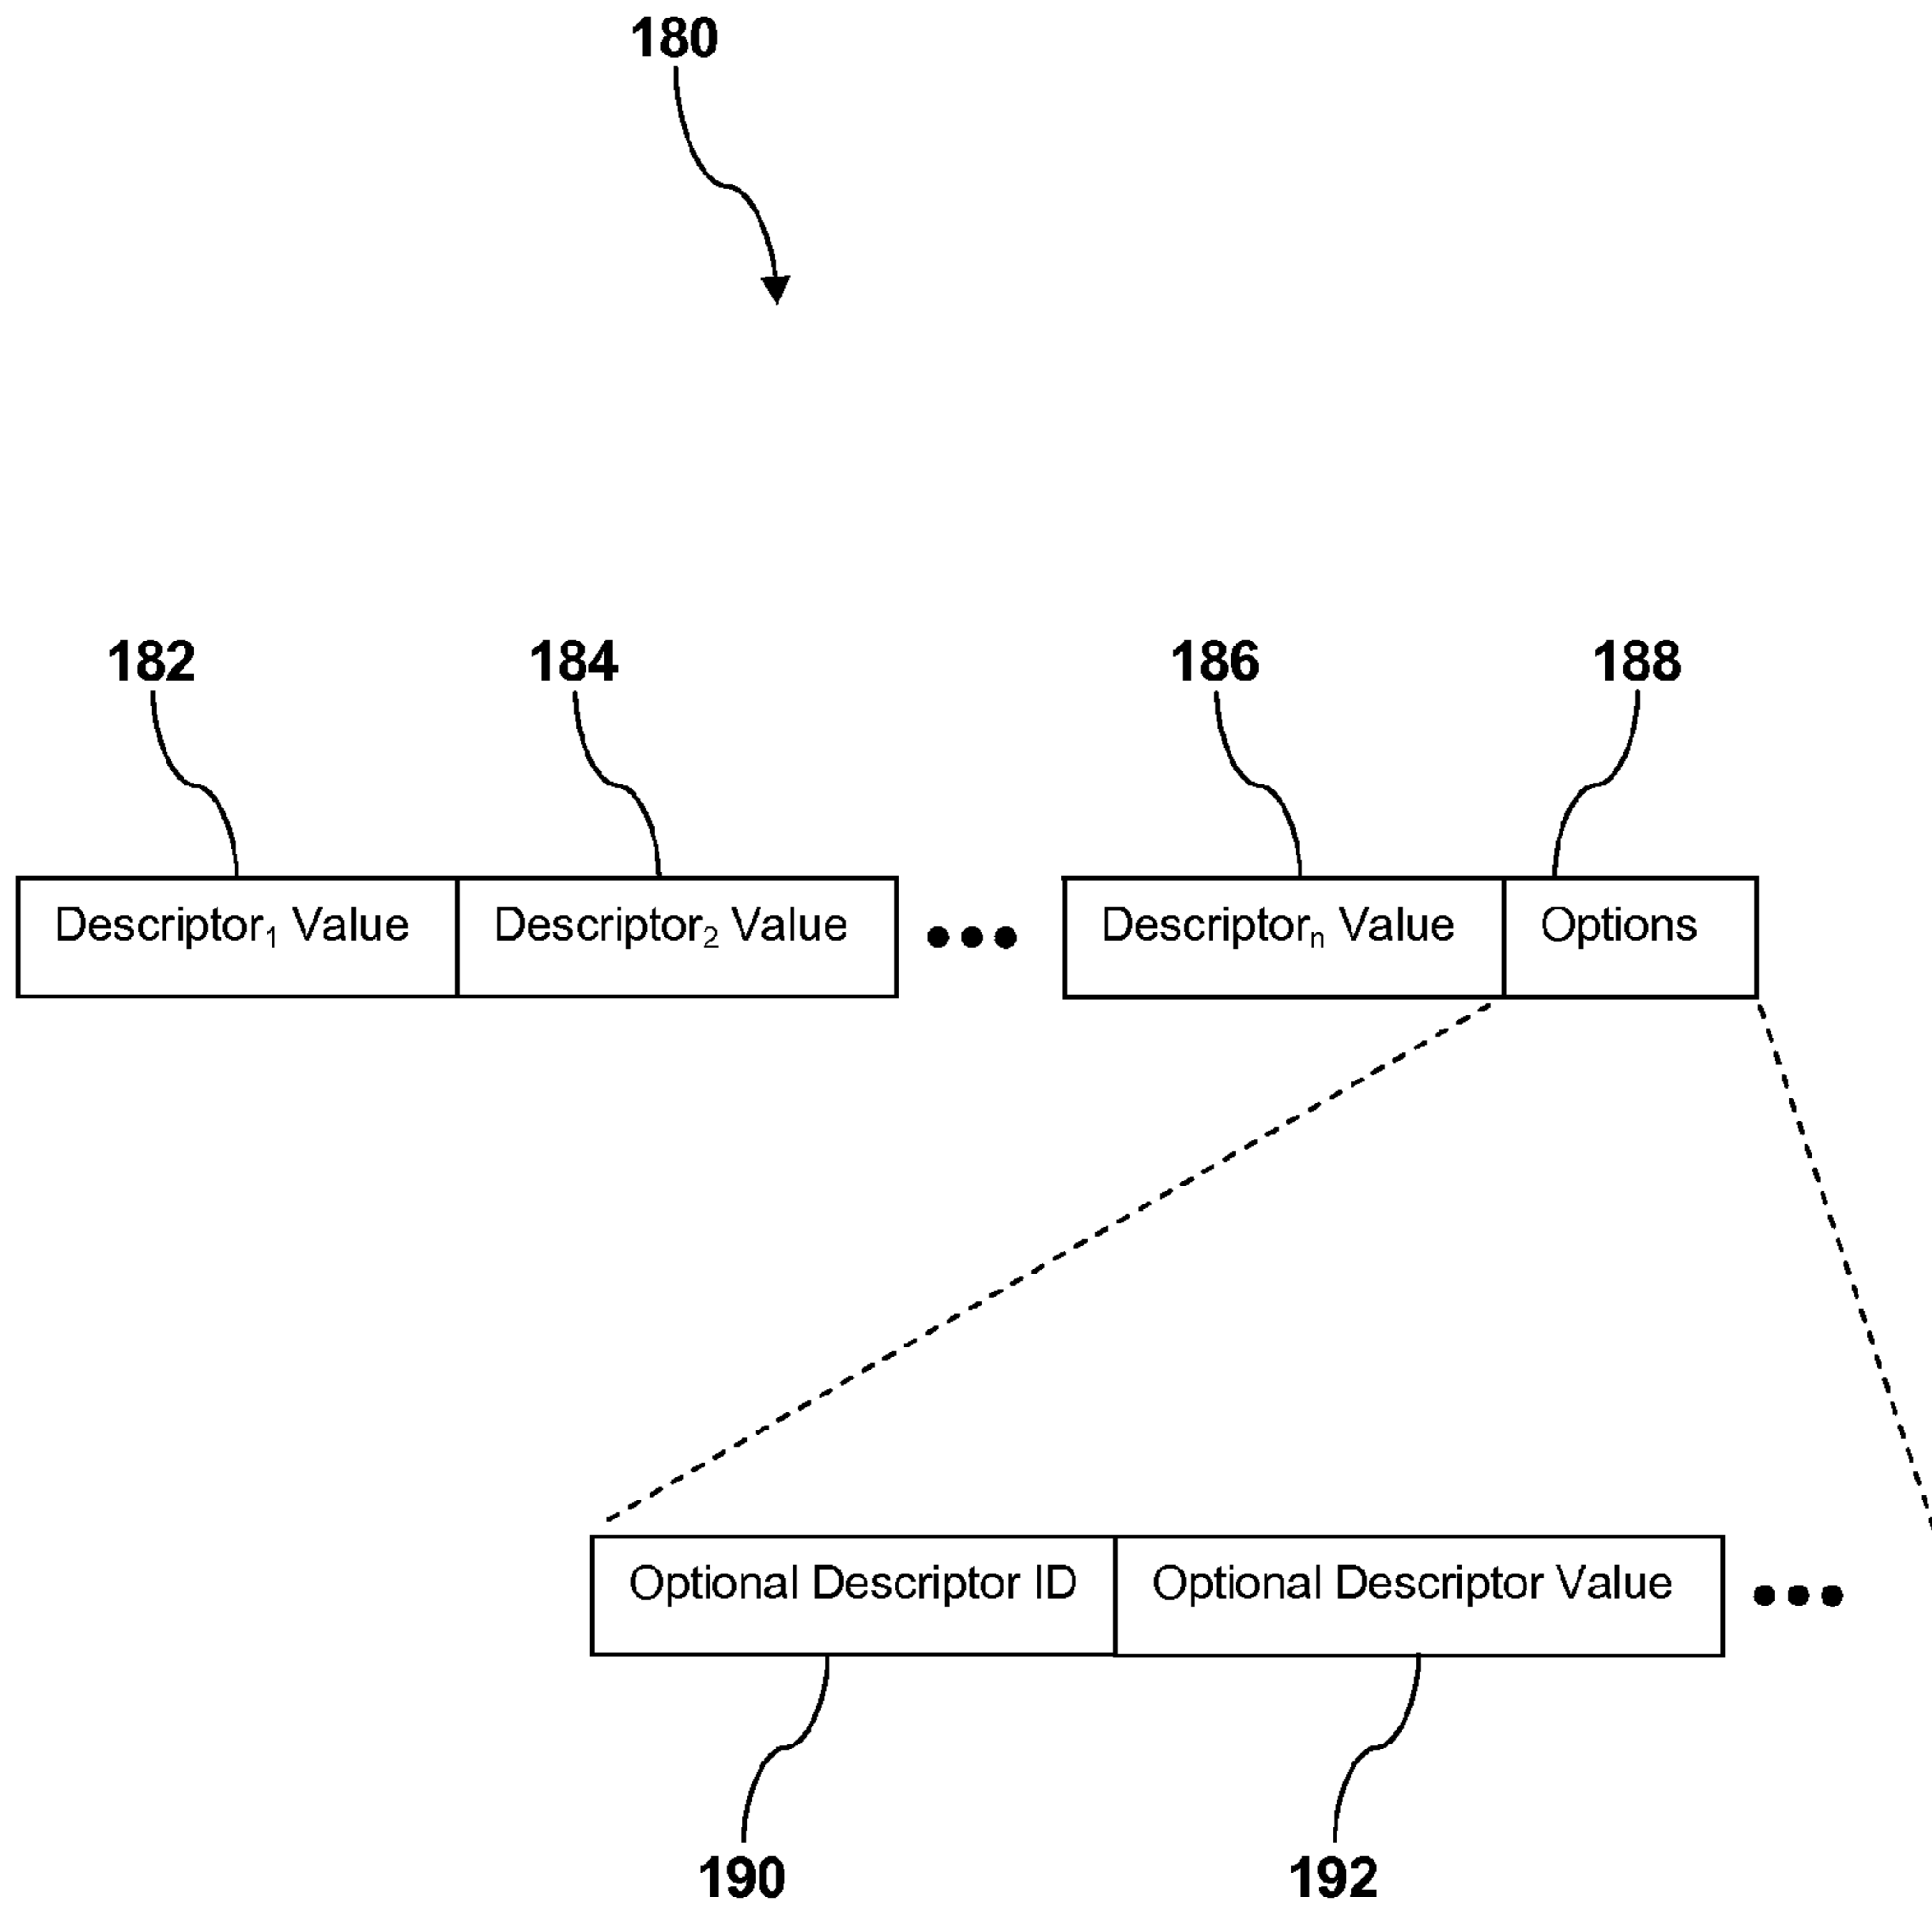 180
182 184 186 188
Descriptor₁ Value Descriptor₂ Value ••• Descriptorₙ Value Options
Optional Descriptor ID Optional Descriptor Value •••
190 192